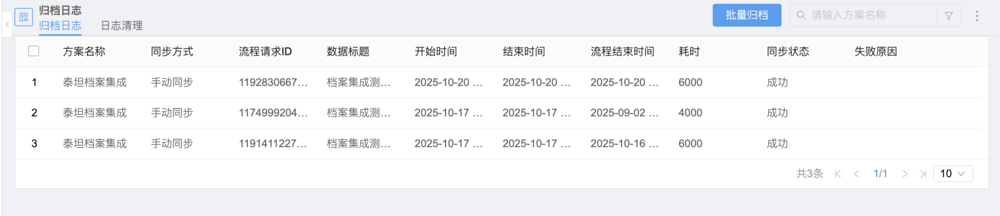 归档日志
归档日志 日志清理 批量归档 请输入方案名称
方案名称 同步方式 流程请求ID 数据标题 开始时间 结束时间 流程结束时间 耗时 同步状态 失败原因
1 泰坦档案集成 手动同步 1192830667... 档案集成测... 2025-10-20 ... 2025-10-20 ... 2025-10-20 ... 6000 成功
2 泰坦档案集成 手动同步 1174999204... 档案集成测... 2025-10-17 ... 2025-10-17 ... 2025-09-02 ... 4000 成功
3 泰坦档案集成 手动同步 1191411227... 档案集成测... 2025-10-17 ... 2025-10-17 ... 2025-10-16 ... 6000 成功
共3条 1/1 10